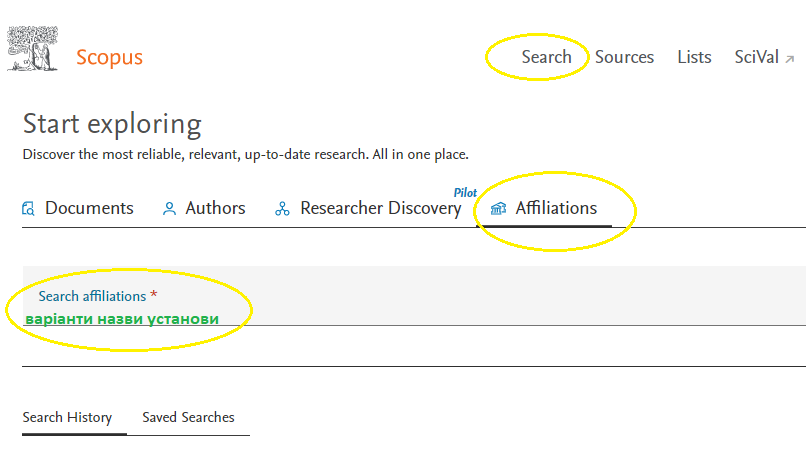 Scopus
Search Sources Lists SciVal ↗
Start exploring
Discover the most reliable, relevant, up-to-date research. All in one place.
Pilot
Documents Authors Researcher Discovery Affiliations
Search affiliations *
варіанти назви установи
Search History Saved Searches